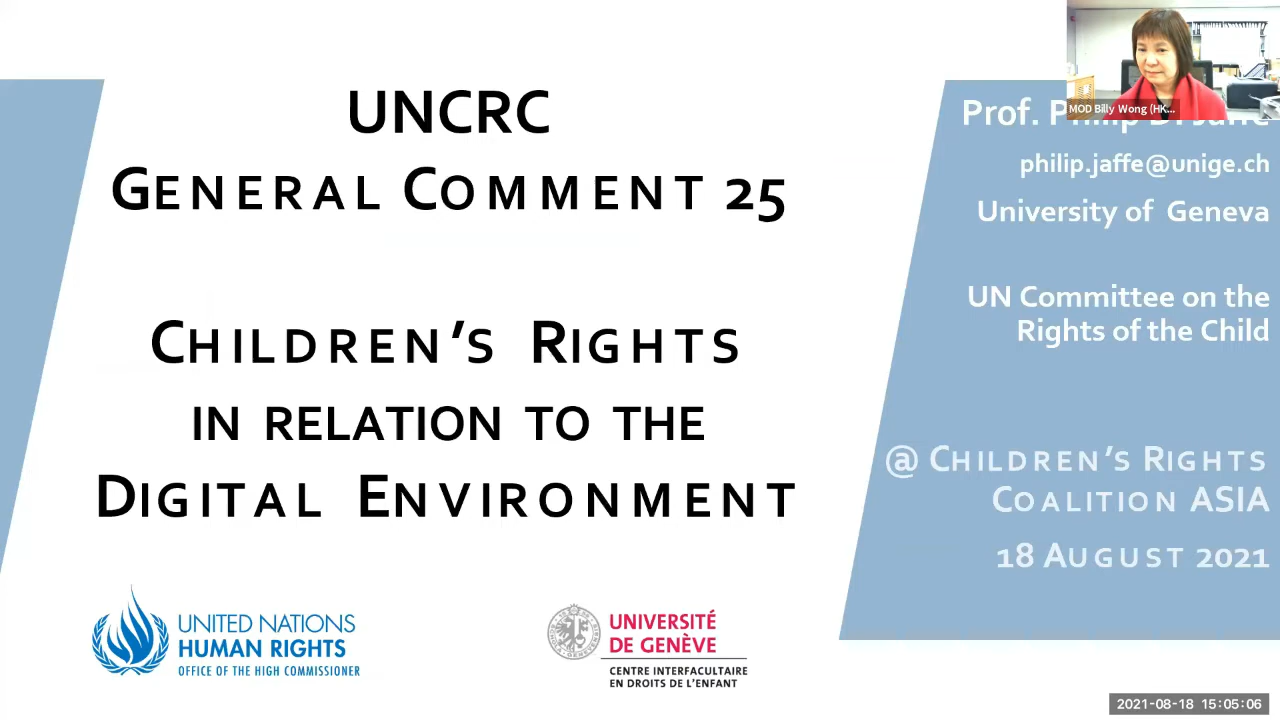 UNCRC
GENERAL COMMENT 25
CHILDREN'S RIGHTS
IN RELATION TO THE
DIGITAL ENVIRONMENT
UNITED NATIONS
HUMAN RIGHTS
OFFICE OF THE HIGH COMMISSIONER
UNIVERSITÉ
DE GENÈVE
CENTRE INTERFACULTAIRE
EN DROITS DE L'ENFANT
MOD Billy Wong (HK...
Prof.
philip.jaffe@unige.ch
University of Geneva
UN Committee on the
Rights of the Child
@ CHILDREN'S RIGHTS
COALITION ASIA
18 AUGUST 2021
2021-08-18 15:05:06